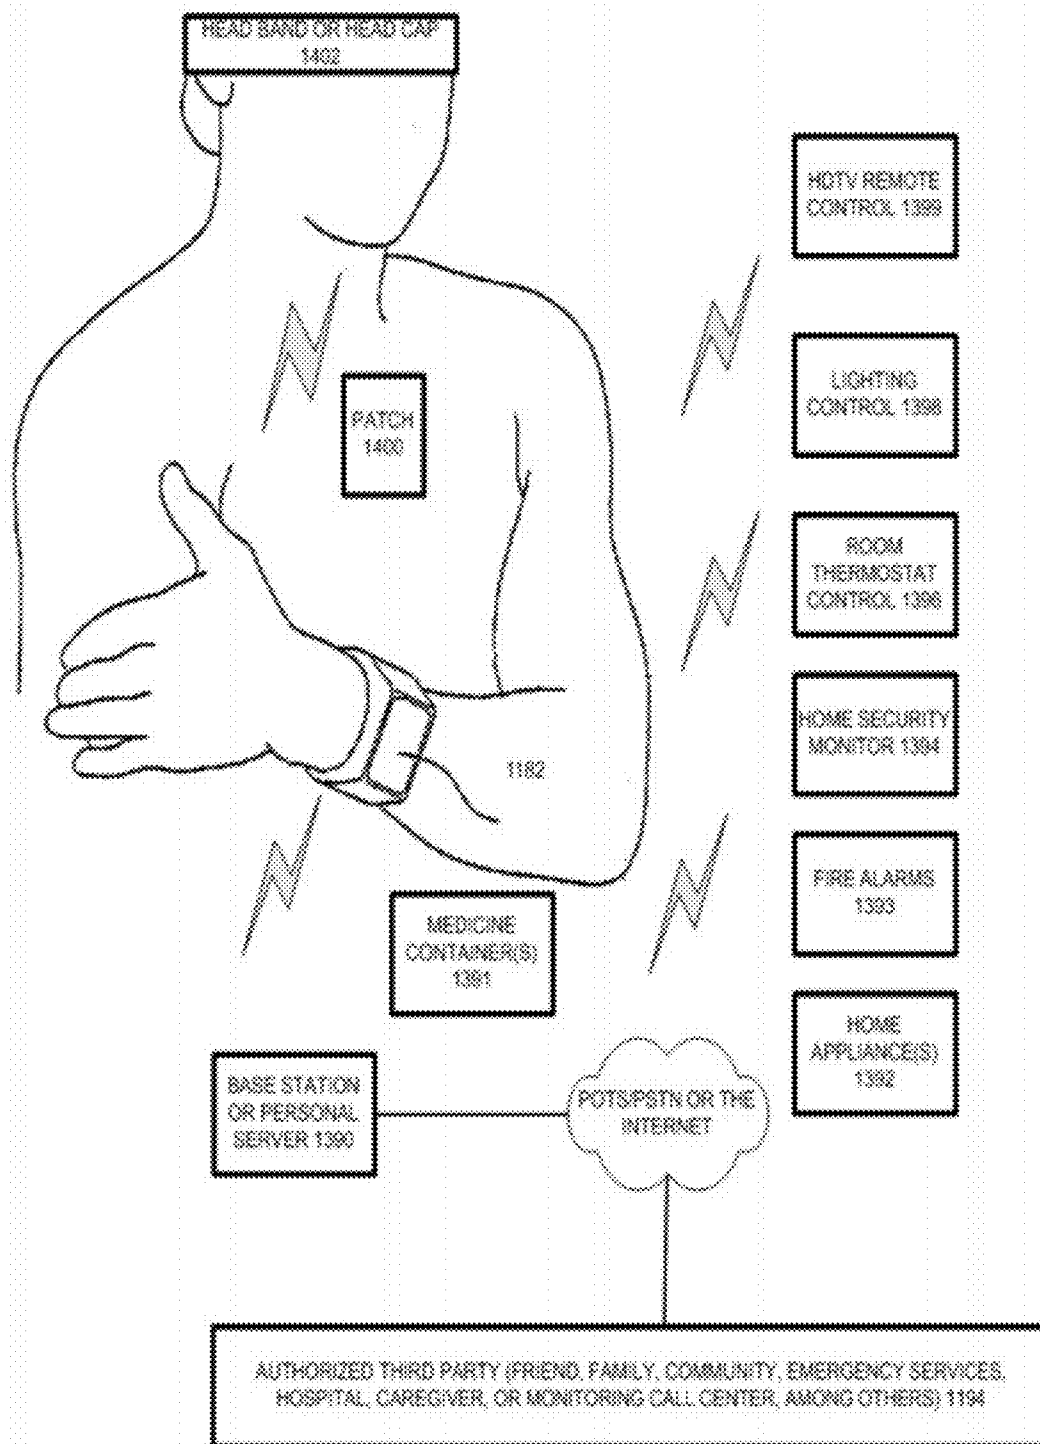 HEAD BAND OR HEAD CAP
1402
HDTV REMOTE
CONTROL 1399
LIGHTING
CONTROL 1398
PATCH
1400
ROOM
THERMOSTAT
CONTROL 1396
HOME SECURITY
MONITOR 1394
1182
FIRE ALARMS
1393
MEDICINE
CONTAINER(S)
1391
HOME
APPLIANCE(S)
1392
BASE STATION
OR PERSONAL
SERVER 1390
POTS/PSTN OR THE
INTERNET
AUTHORIZED THIRD PARTY (FRIEND, FAMILY, COMMUNITY, EMERGENCY SERVICES,
HOSPITAL, CAREGIVER, OR MONITORING CALL CENTER, AMONG OTHERS) 1194